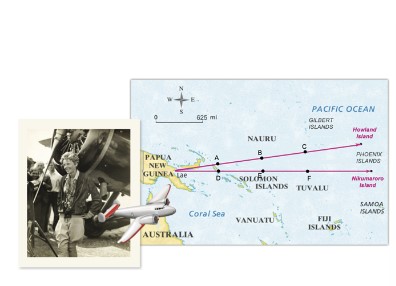 PACIFIC OCEAN
N
W E
S
0 625 mi
GILBERT
ISLANDS
Howland
Island
NAURU
A
B
C
PHOENIX
ISLANDS
PAPUA
NEW
GUINEA
Lae
D
E
F
SOLOMON
ISLANDS
TUVALU
Nikumaroro
Island
SAMOA
ISLANDS
Coral Sea
VANUATU
FIJI
ISLANDS
AUSTRALIA